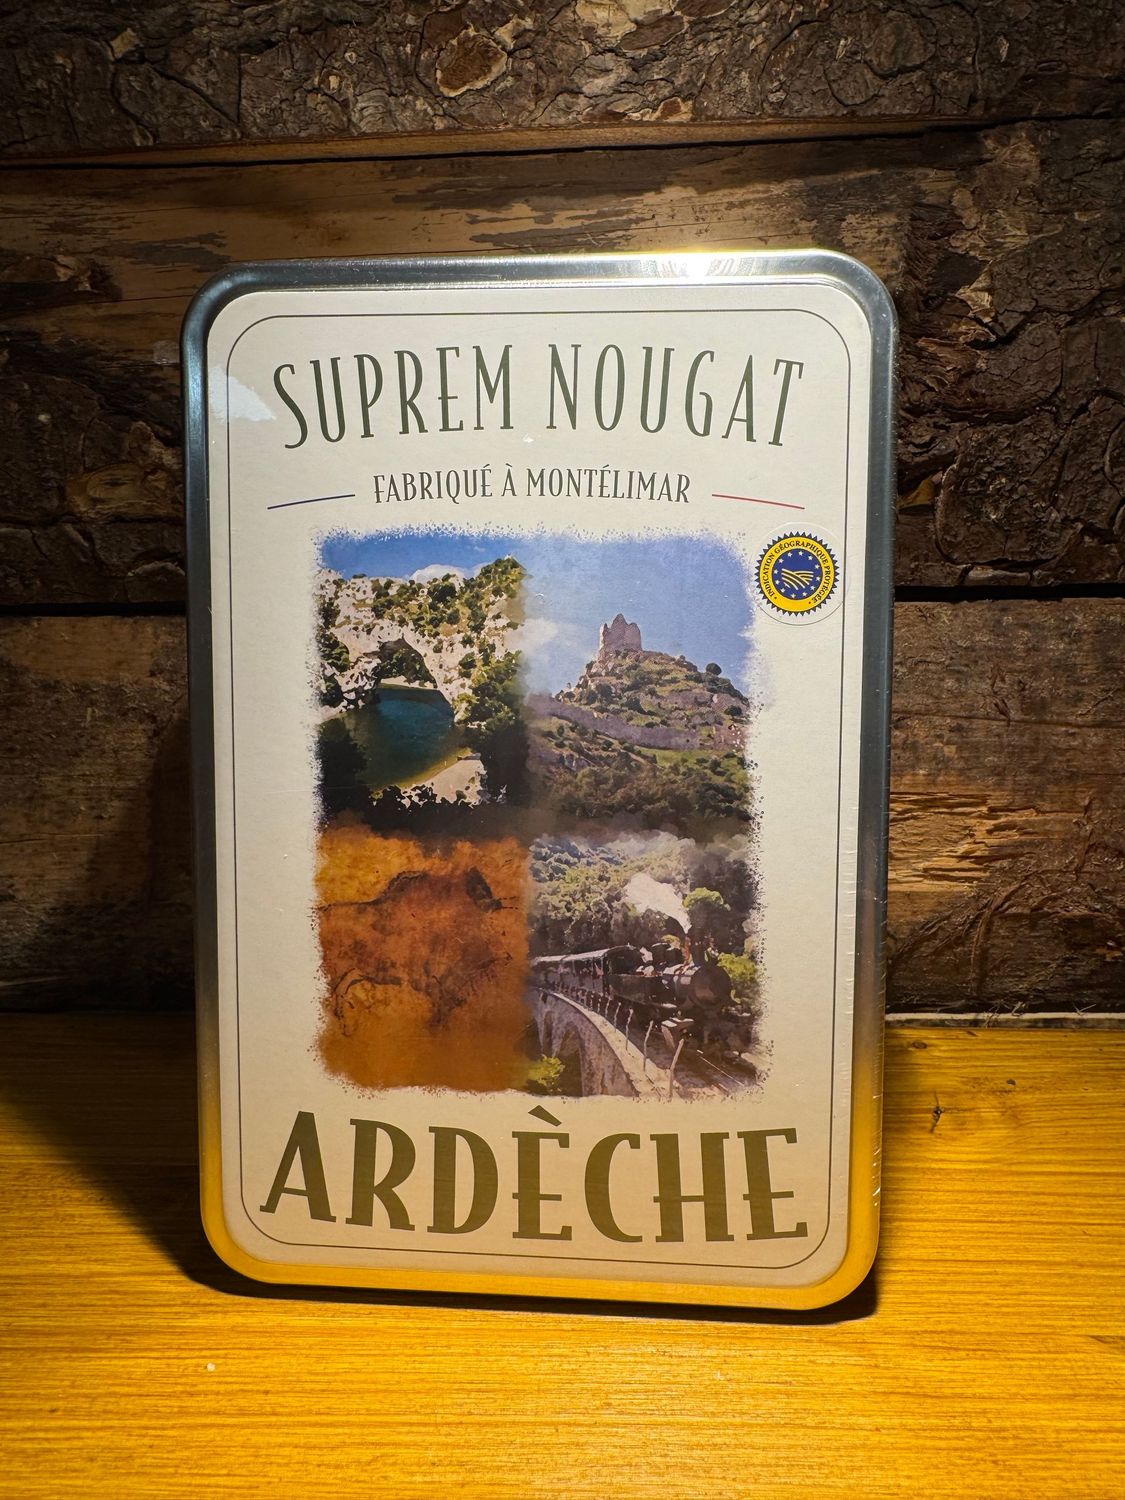 SUPREM NOUGAT
FABRIQUÉ À MONTÉLIMAR
INDICATION GÉOGRAPHIQUE PROTÉGÉE
ARDÈCHE